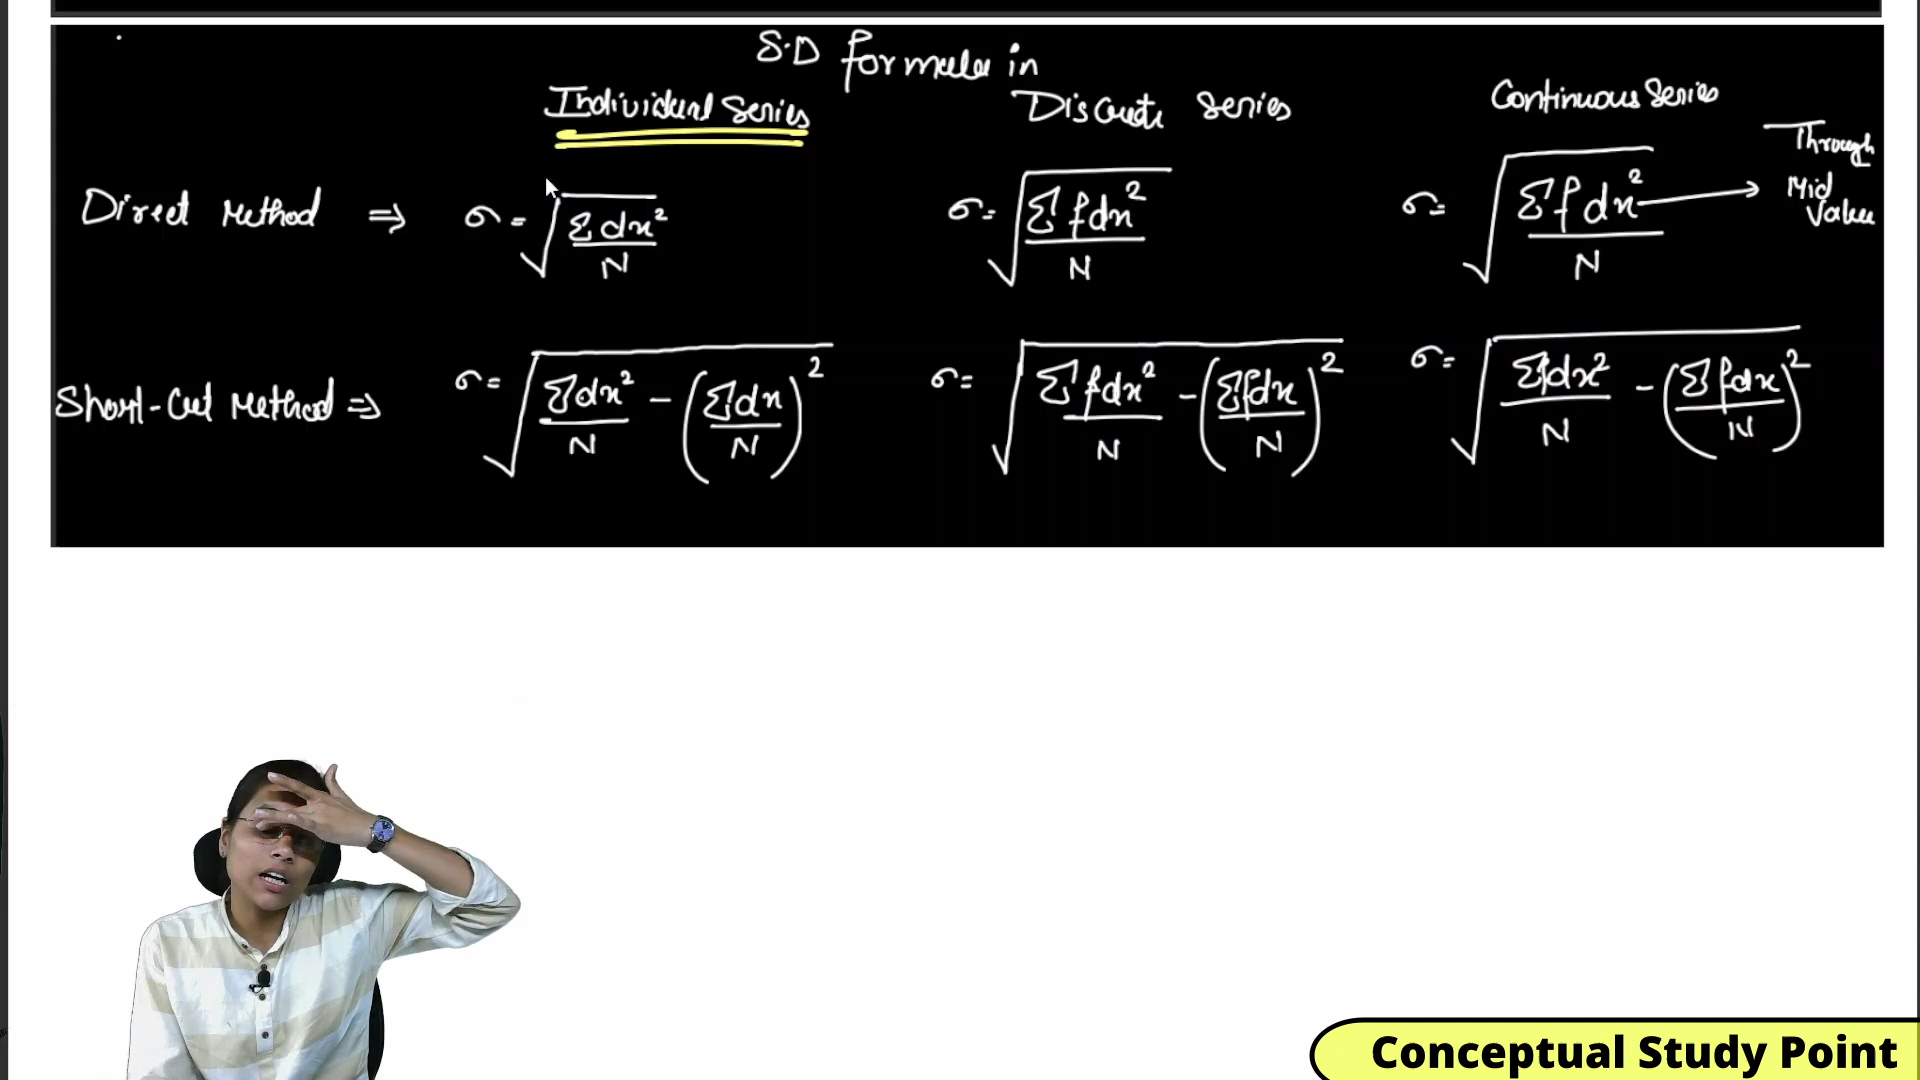 S.D formula in
Individual Series
Discrete Series
Continuous Series
Direct Method ⇒ σ = √(Σdx²/N)
σ = √(Σfdx²/N)
σ = √(Σfdx²/N) → Through Mid Value
Short-Cut Method ⇒ σ = √(Σdx²/N - (Σdx/N)²)
σ = √(Σfdx²/N - (Σfdx/N)²)
σ = √(Σfdx²/N - (Σfdx/N)²)
Conceptual Study Point